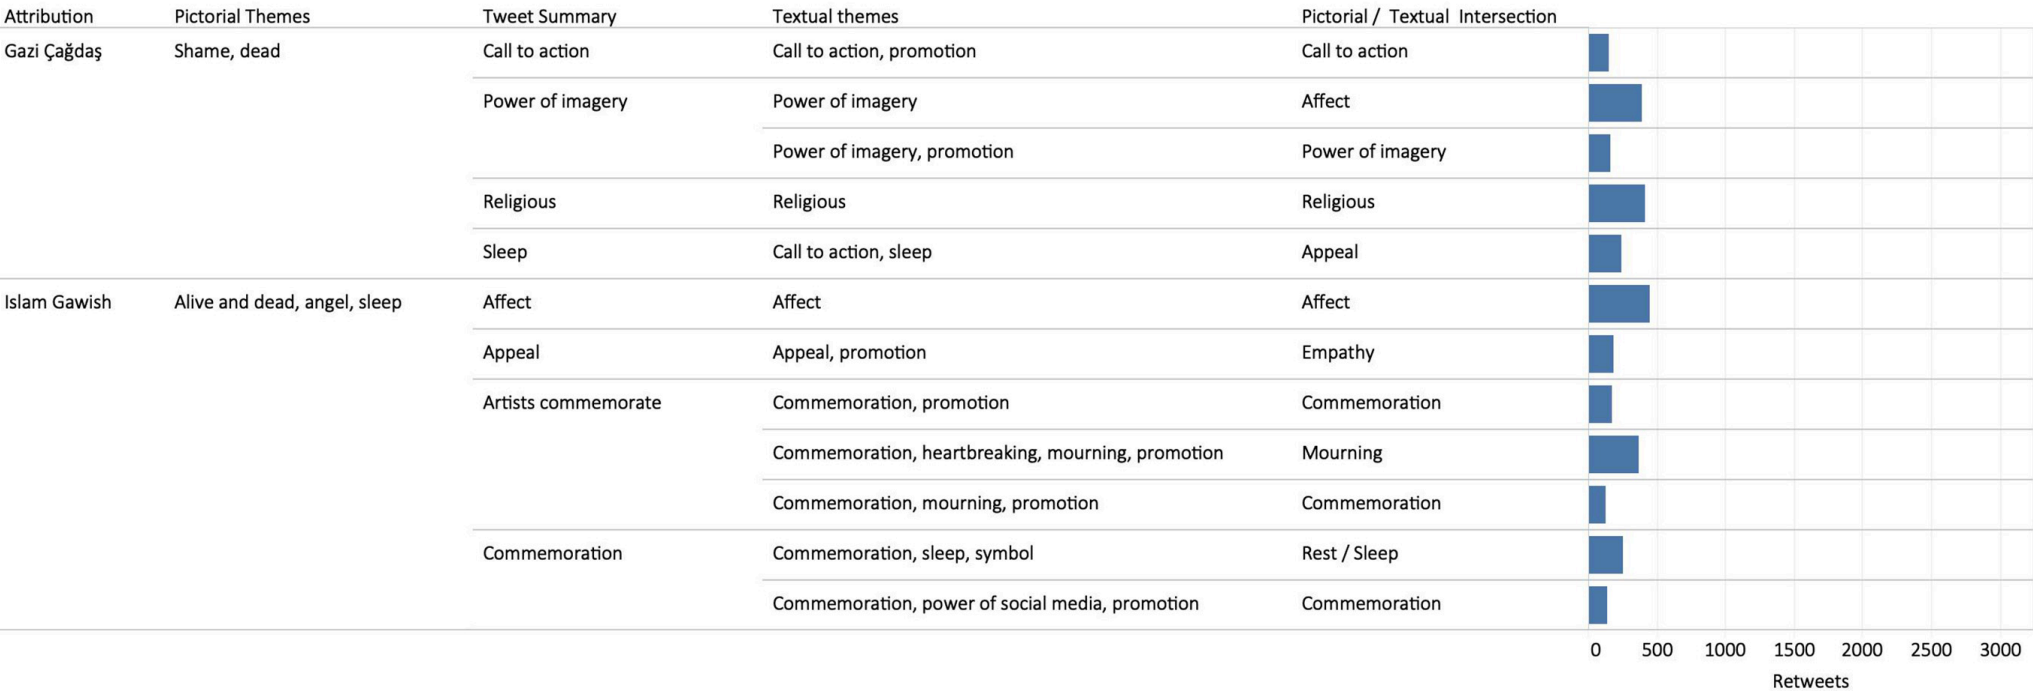 Attribution Pictorial Themes Tweet Summary Textual themes Pictorial / Textual Intersection
Gazi Çağdaş Shame, dead Call to action Call to action, promotion Call to action
Power of imagery Power of imagery Affect
Power of imagery, promotion Power of imagery
Religious Religious Religious
Sleep Call to action, sleep Appeal
Islam Gawish Alive and dead, angel, sleep Affect Affect Affect
Appeal Appeal, promotion Empathy
Artists commemorate Commemoration, promotion Commemoration
Commemoration, heartbreaking, mourning, promotion Mourning
Commemoration, mourning, promotion Commemoration
Commemoration Commemoration, sleep, symbol Rest / Sleep
Commemoration, power of social media, promotion Commemoration
0 500 1000 1500 2000 2500 3000
Retweets